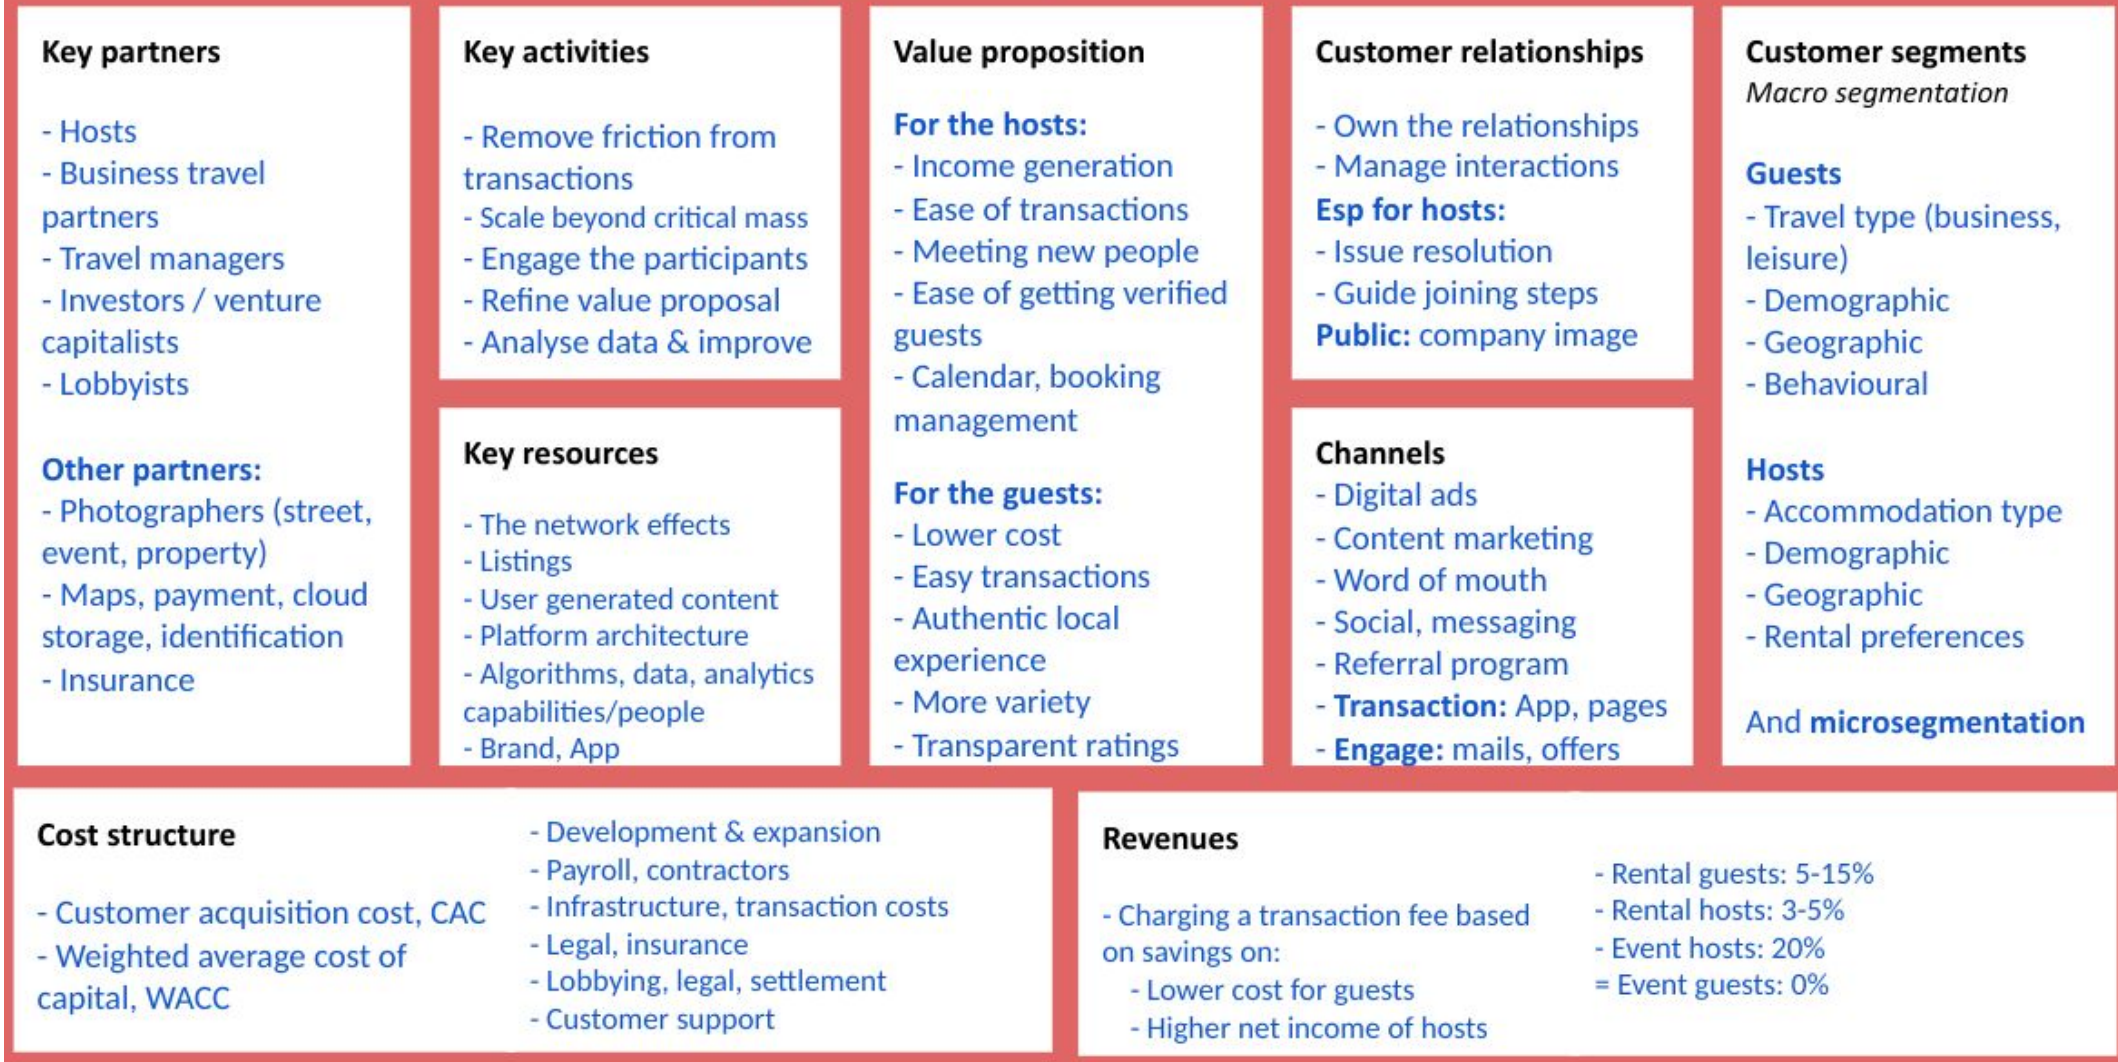 Key partners
- Hosts
- Business travel
partners
- Travel managers
- Investors / venture
capitalists
- Lobbyists
Other partners:
- Photographers (street,
event, property)
- Maps, payment, cloud
storage, identification
- Insurance
Key activities
- Remove friction from
transactions
- Scale beyond critical mass
- Engage the participants
- Refine value proposal
- Analyse data & improve
Key resources
- The network effects
- Listings
- User generated content
- Platform architecture
- Algorithms, data, analytics
capabilities/people
- Brand, App
Value proposition
For the hosts:
- Income generation
- Ease of transactions
- Meeting new people
- Ease of getting verified
guests
- Calendar, booking
management
For the guests:
- Lower cost
- Easy transactions
- Authentic local
experience
- More variety
- Transparent ratings
Customer relationships
- Own the relationships
- Manage interactions
Esp for hosts:
- Issue resolution
- Guide joining steps
Public: company image
Channels
- Digital ads
- Content marketing
- Word of mouth
- Social, messaging
- Referral program
- Transaction: App, pages
- Engage: mails, offers
Customer segments
Macro segmentation
Guests
- Travel type (business,
leisure)
- Demographic
- Geographic
- Behavioural
Hosts
- Accommodation type
- Demographic
- Geographic
- Rental preferences
And microsegmentation
Cost structure
- Customer acquisition cost, CAC
- Weighted average cost of
capital, WACC
- Development & expansion
- Payroll, contractors
- Infrastructure, transaction costs
- Legal, insurance
- Lobbying, legal, settlement
- Customer support
Revenues
- Charging a transaction fee based
on savings on:
- Lower cost for guests
- Higher net income of hosts
- Rental guests: 5-15%
- Rental hosts: 3-5%
- Event hosts: 20%
= Event guests: 0%